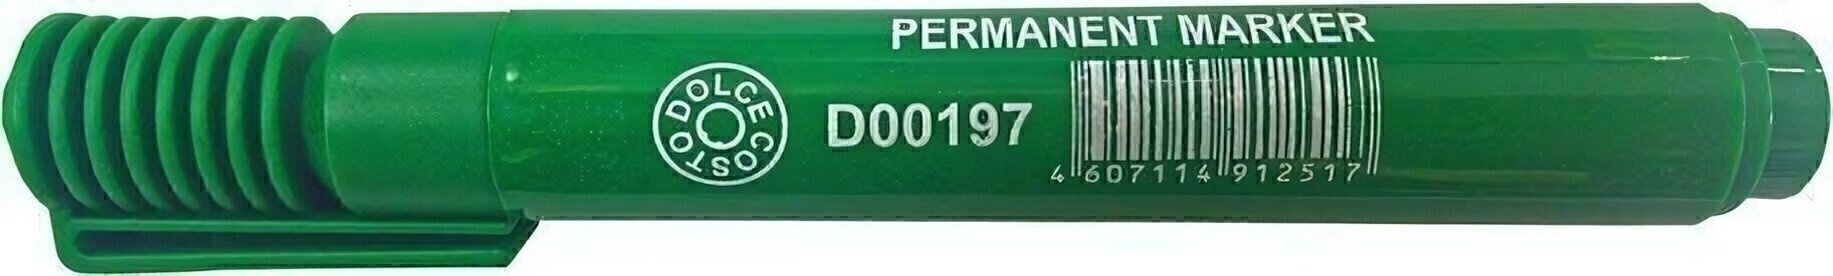 PERMANENT MARKER
DOLCE COSTO
D00197
4 607114 912517